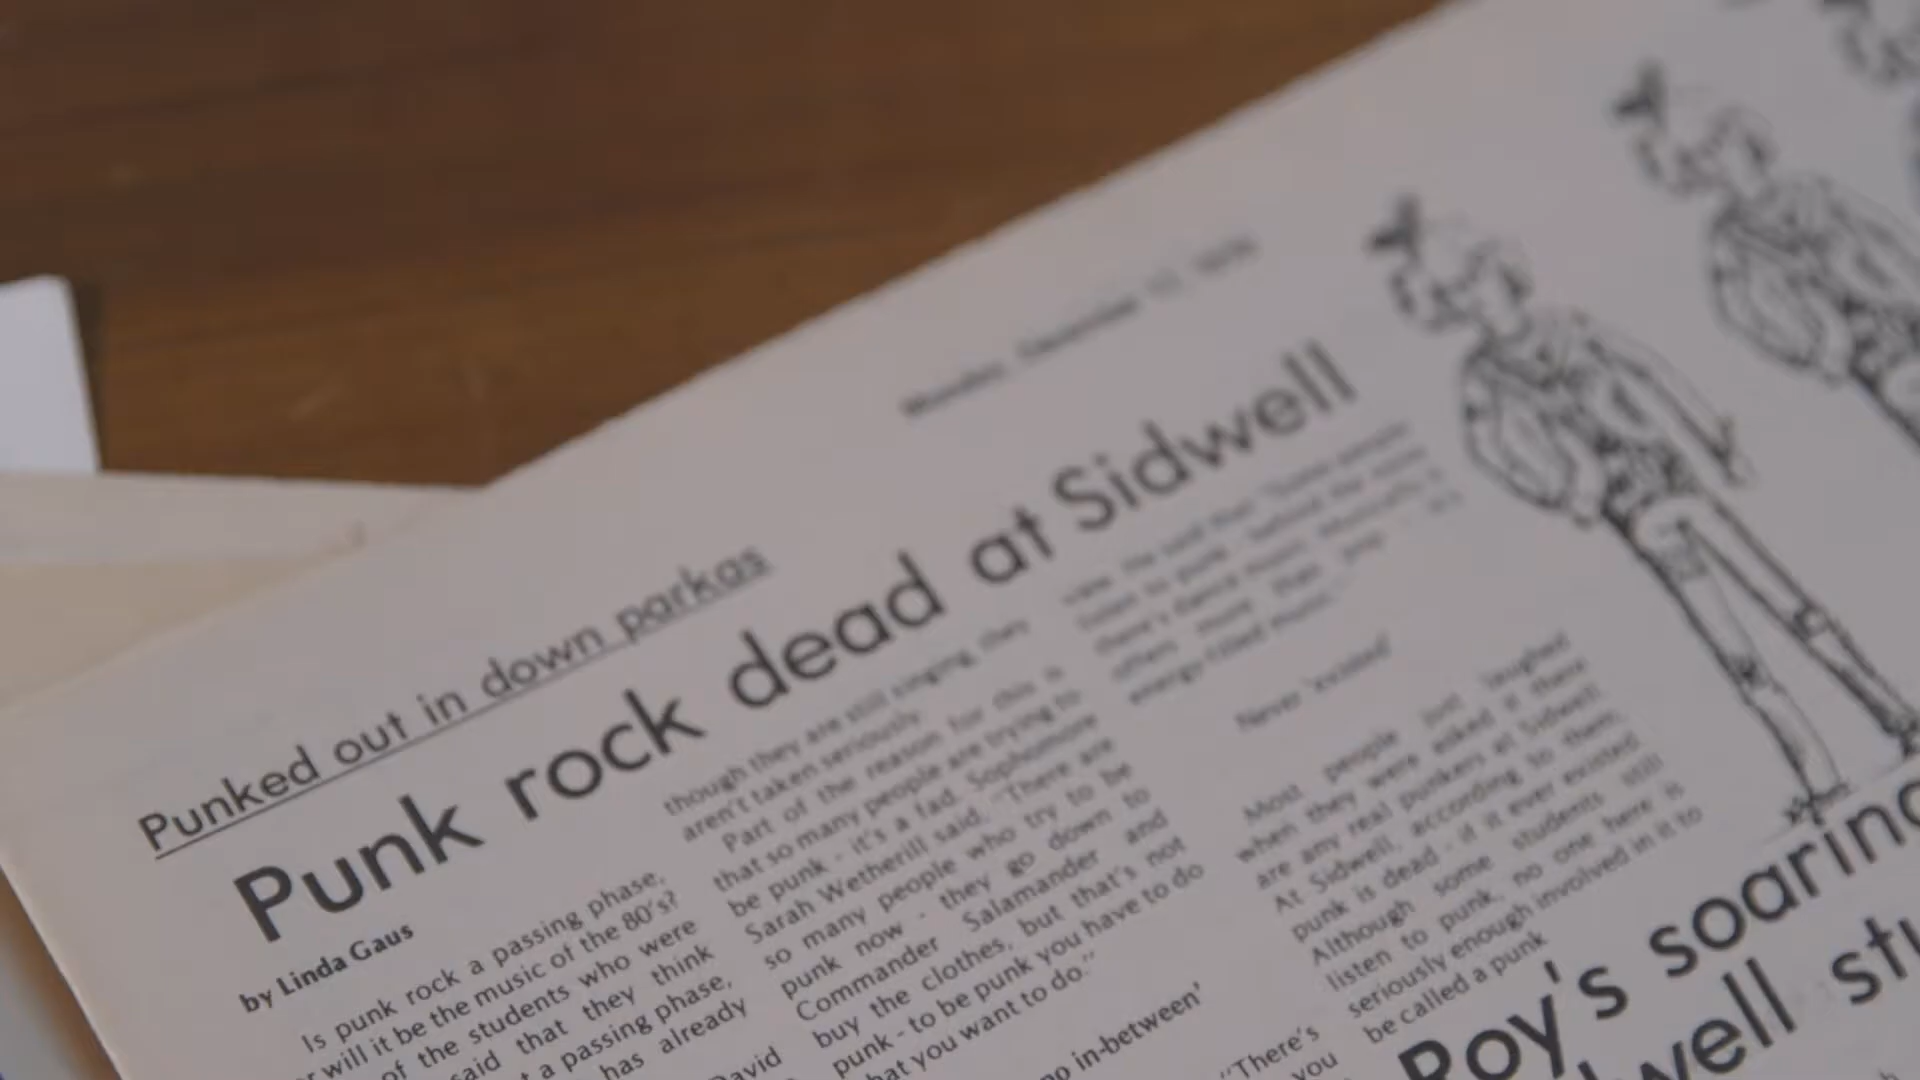 Punked out in down parkas
Punk rock dead at Sidwell
by Linda Gaus
Is punk rock a passing phase,
will it be the music of the 80's?
of the students who were
said that they think
a passing phase,
has already
David
though they are still singing, they
aren't taken seriously.
Part of the reason for this is
that so many people are trying to
be punk - it's a fad. Sophomore
Sarah Wetherill said, "There are
so many people who try to be
punk now - they go down to
Commander Salamander and
buy the clothes, but that's not
punk - to be punk you have to do
what you want to do."
no in-between'
energy-filled music."
Never 'existed'
Most people just laughed
when they were asked if there
are any real punkers at Sidwell.
At Sidwell, according to them,
punk is dead - if it ever existed.
Although some students still
listen to punk, no one here is
seriously enough involved in it to
be called a punk
"There's
you
Roy's soaring